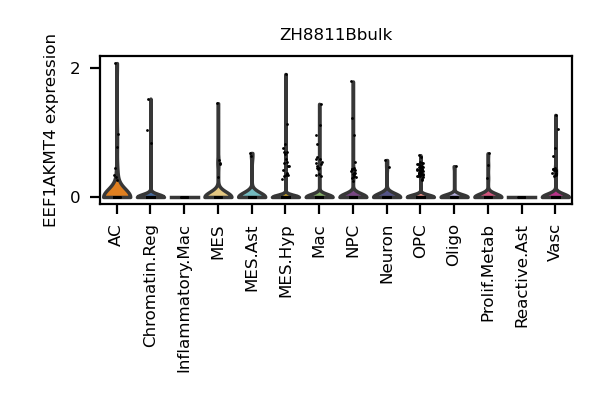 ZH8811Bbulk
EEF1AKMT4 expression
2
0
AC
Chromatin.Reg
Inflammatory.Mac
MES
MES.Ast
MES.Hyp
Mac
NPC
Neuron
OPC
Oligo
Prolif.Metab
Reactive.Ast
Vasc